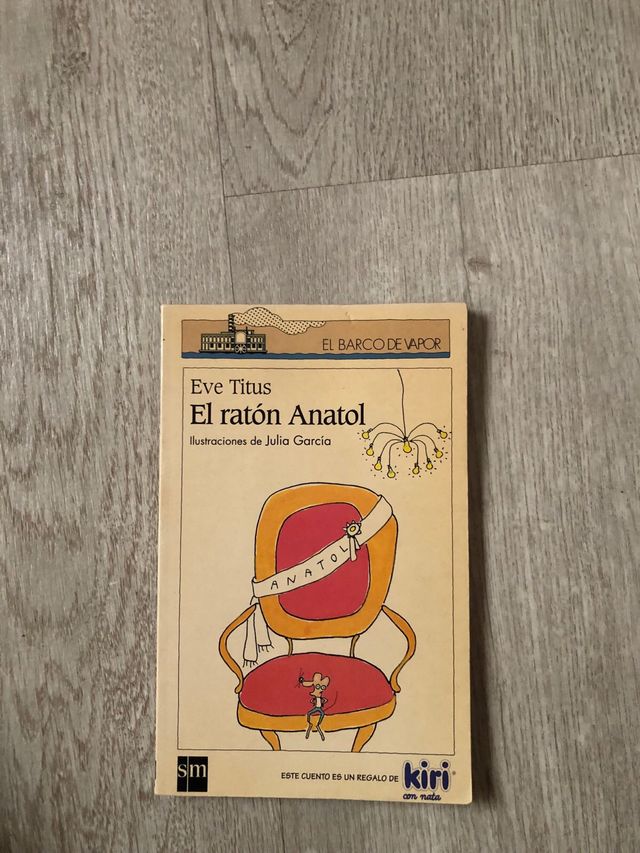 EL BARCO DE VAPOR
Eve Titus
El ratón Anatol
Ilustraciones de Julia García
ANATOL
sm
ESTE CUENTO ES UN REGALO DE
kiri®
con nata